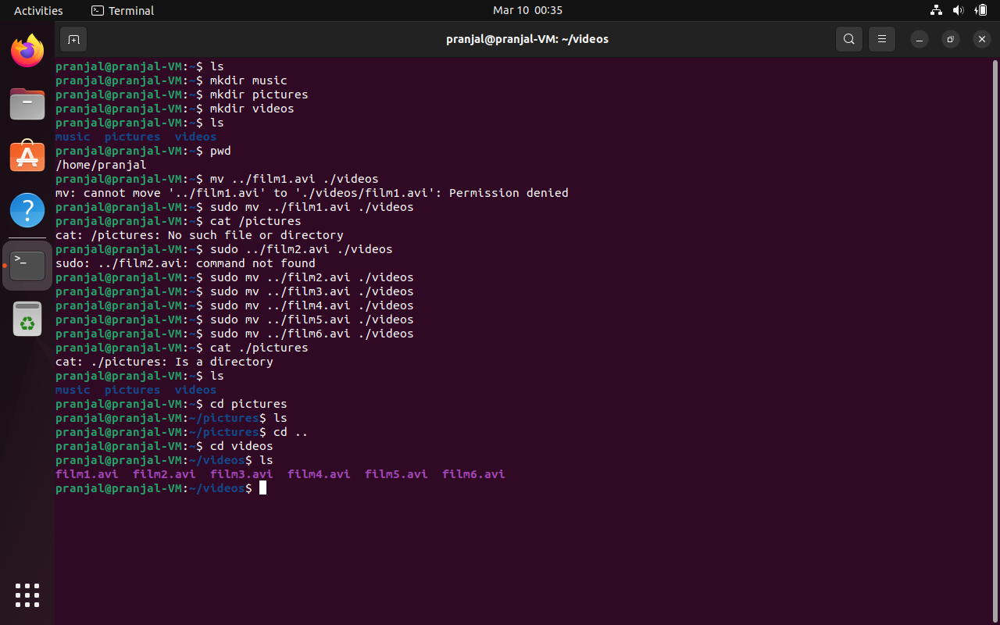 Activities Terminal Mar 10 00:35
pranjal@pranjal-VM: ~/videos
pranjal@pranjal-VM:~$ ls
pranjal@pranjal-VM:~$ mkdir music
pranjal@pranjal-VM:~$ mkdir pictures
pranjal@pranjal-VM:~$ mkdir videos
pranjal@pranjal-VM:~$ ls
music  pictures  videos
pranjal@pranjal-VM:~$ pwd
/home/pranjal
pranjal@pranjal-VM:~$ mv ../film1.avi ./videos
mv: cannot move '../film1.avi' to './videos/film1.avi': Permission denied
pranjal@pranjal-VM:~$ sudo mv ../film1.avi ./videos
pranjal@pranjal-VM:~$ cat /pictures
cat: /pictures: No such file or directory
pranjal@pranjal-VM:~$ sudo ../film2.avi ./videos
sudo: ../film2.avi: command not found
pranjal@pranjal-VM:~$ sudo mv ../film2.avi ./videos
pranjal@pranjal-VM:~$ sudo mv ../film3.avi ./videos
pranjal@pranjal-VM:~$ sudo mv ../film4.avi ./videos
pranjal@pranjal-VM:~$ sudo mv ../film5.avi ./videos
pranjal@pranjal-VM:~$ sudo mv ../film6.avi ./videos
pranjal@pranjal-VM:~$ cat ./pictures
cat: ./pictures: Is a directory
pranjal@pranjal-VM:~$ ls
music  pictures  videos
pranjal@pranjal-VM:~$ cd pictures
pranjal@pranjal-VM:~/pictures$ ls
pranjal@pranjal-VM:~/pictures$ cd ..
pranjal@pranjal-VM:~$ cd videos
pranjal@pranjal-VM:~/videos$ ls
film1.avi  film2.avi  film3.avi  film4.avi  film5.avi  film6.avi
pranjal@pranjal-VM:~/videos$